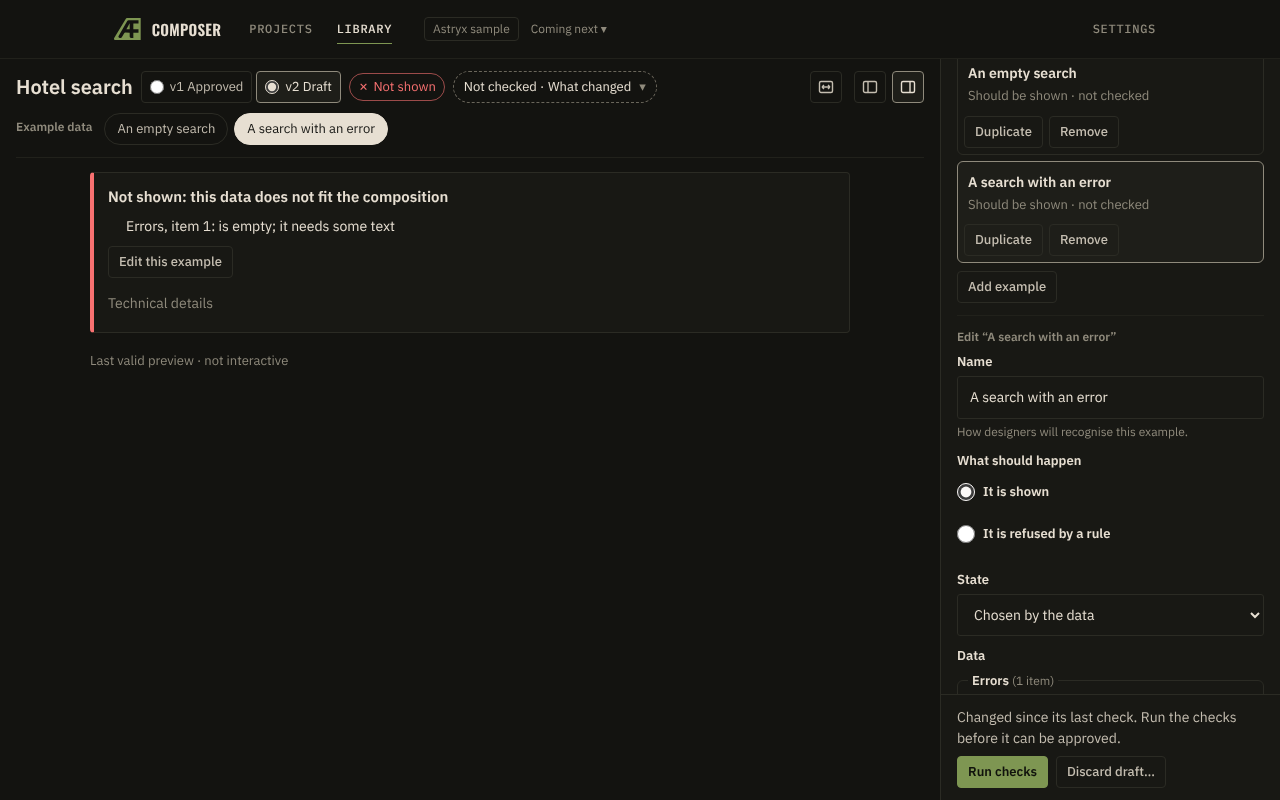 Æ COMPOSER PROJECTS LIBRARY Astryx sample Coming next ▾ SETTINGS
Hotel search v1 Approved v2 Draft ✕ Not shown Not checked · What changed ▾
Example data An empty search A search with an error
Not shown: this data does not fit the composition
Errors, item 1: is empty; it needs some text
Edit this example
Technical details
Last valid preview · not interactive
An empty search
Should be shown · not checked
Duplicate Remove
A search with an error
Should be shown · not checked
Duplicate Remove
Add example
Edit “A search with an error”
Name
A search with an error
How designers will recognise this example.
What should happen
It is shown
It is refused by a rule
State
Chosen by the data
Data
Errors (1 item)
Changed since its last check. Run the checks
before it can be approved.
Run checks Discard draft…